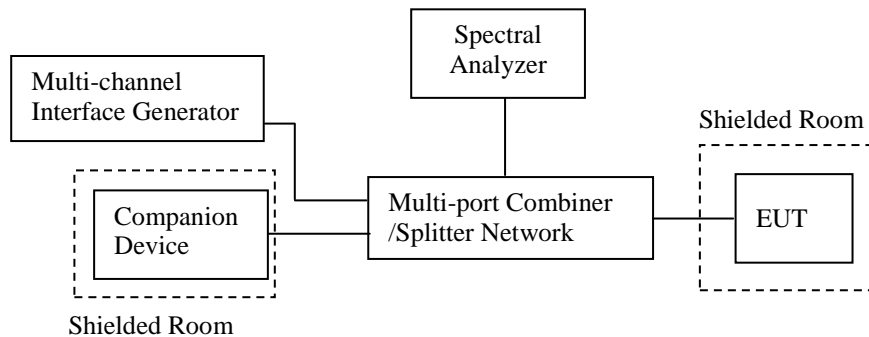 Spectral
Analyzer
Multi-channel
Interface Generator
Shielded Room
Companion
Device
Multi-port Combiner
/Splitter Network
EUT
Shielded Room